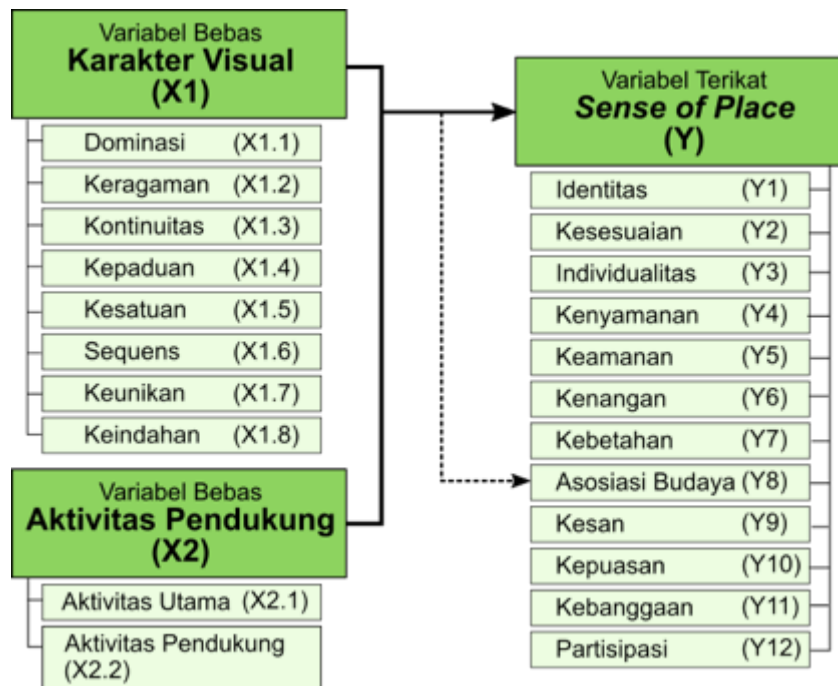 Variabel Bebas
Karakter Visual
(X1)
Dominasi (X1.1)
Keragaman (X1.2)
Kontinuitas (X1.3)
Kepaduan (X1.4)
Kesatuan (X1.5)
Sequens (X1.6)
Keunikan (X1.7)
Keindahan (X1.8)
Variabel Bebas
Aktivitas Pendukung
(X2)
Aktivitas Utama (X2.1)
Aktivitas Pendukung
(X2.2)
Variabel Terikat
Sense of Place
(Y)
Identitas (Y1)
Kesesuaian (Y2)
Individualitas (Y3)
Kenyamanan (Y4)
Keamanan (Y5)
Kenangan (Y6)
Kebetahan (Y7)
Asosiasi Budaya (Y8)
Kesan (Y9)
Kepuasan (Y10)
Kebanggaan (Y11)
Partisipasi (Y12)